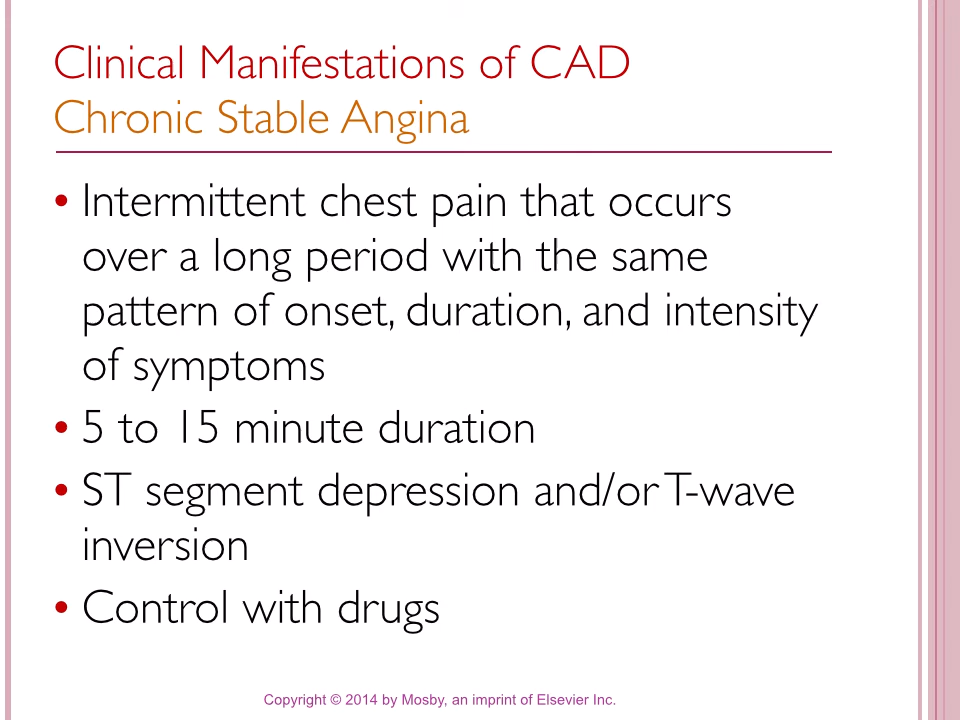 Clinical Manifestations of CAD
Chronic Stable Angina
• Intermittent chest pain that occurs
over a long period with the same
pattern of onset, duration, and intensity
of symptoms
• 5 to 15 minute duration
• ST segment depression and/or T-wave
inversion
• Control with drugs
Copyright © 2014 by Mosby, an imprint of Elsevier Inc.